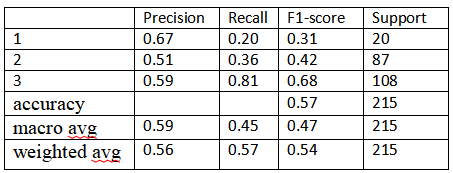 Precision Recall F1-score Support
1 0.67 0.20 0.31 20
2 0.51 0.36 0.42 87
3 0.59 0.81 0.68 108
accuracy 0.57 215
macro avg 0.59 0.45 0.47 215
weighted avg 0.56 0.57 0.54 215